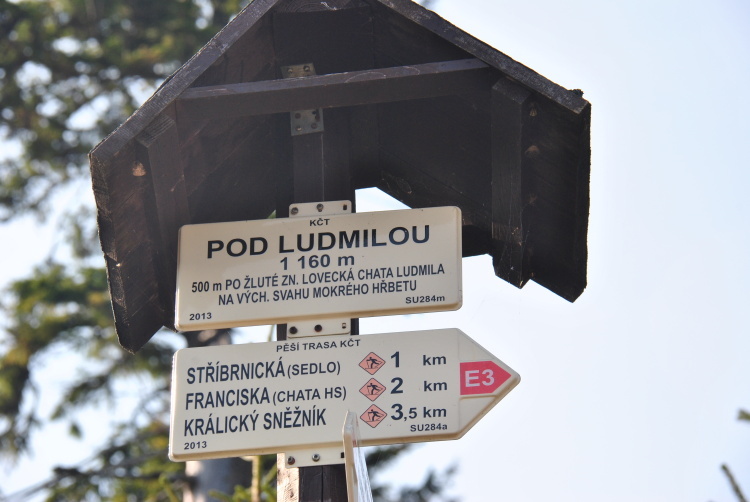 KČT
POD LUDMILOU
1 160 m
500 m PO ŽLUTÉ ZN. LOVECKÁ CHATA LUDMILA
NA VÝCH. SVAHU MOKRÉHO HŘBETU
2013 SU284m
PĚŠÍ TRASA KČT
STŘÍBRNICKÁ (SEDLO) 1 km
FRANCISKA (CHATA HS) 2 km E3
KRÁLICKÝ SNĚŽNÍK 3,5 km
2013 SU284a